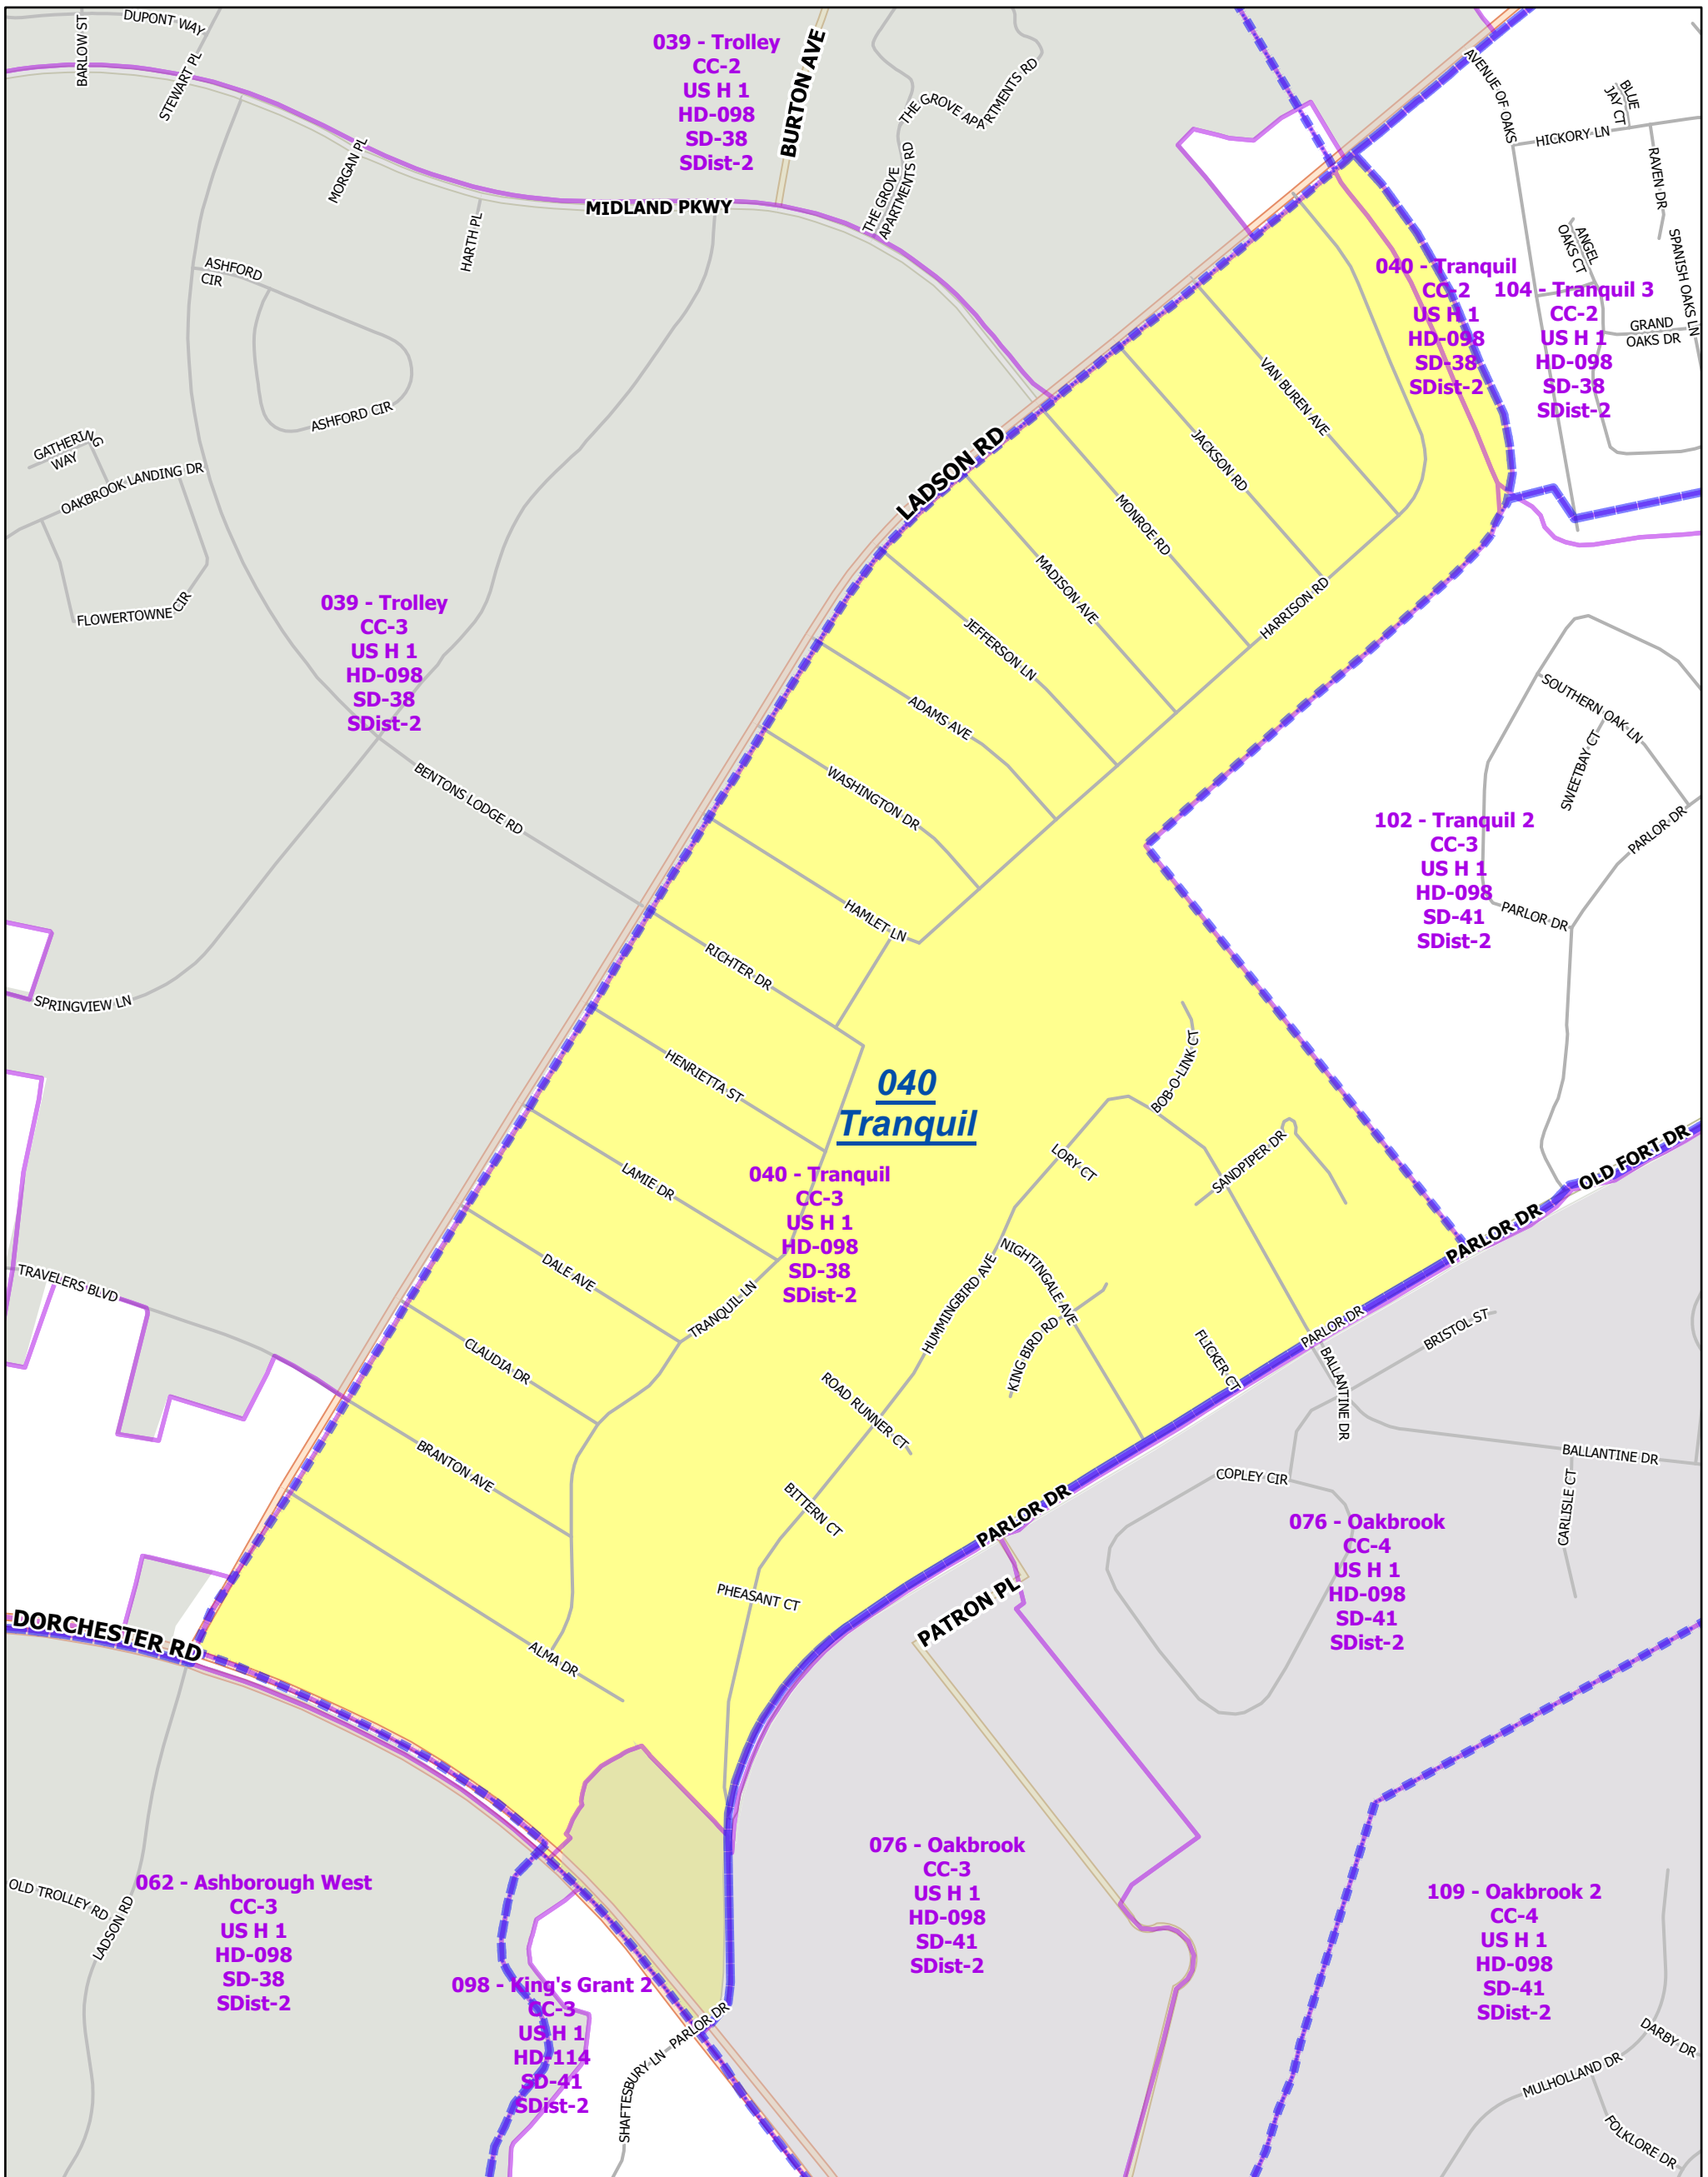 BARLOW ST
DUPONT WAY
STEWART PL
MORGAN PL
HARTH PL
039 - Trolley
CC-2
US H 1
HD-098
SD-38
SDist-2
BURTON AVE
THE GROVE APARTMENTS RD
THE GROVE
APARTMENTS RD
MIDLAND PKWY
AVENUE OF OAKS
BLUE
JAY CT
HICKORY LN
RAVEN DR
ANGEL
OAKS CT
SPANISH OAKS LN
GRAND
OAKS DR
040 - Tranquil
CC-2
US H 1
HD-098
SD-38
SDist-2
104 - Tranquil 3
CC-2
US H 1
HD-098
SD-38
SDist-2
ASHFORD
CIR
ASHFORD CIR
GATHERING
WAY
OAKBROOK LANDING DR
FLOWERTOWNE CIR
LADSON RD
VAN BUREN AVE
JACKSON RD
MONROE RD
MADISON AVE
JEFFERSON LN
HARRISON RD
ADAMS AVE
WASHINGTON DR
HAMLET LN
039 - Trolley
CC-3
US H 1
HD-098
SD-38
SDist-2
BENTONS LODGE RD
SOUTHERN OAK LN
SWEETBAY CT
PARLOR DR
102 - Tranquil 2
CC-3
US H 1
HD-098
SD-41
SDist-2
PARLOR DR
SPRINGVIEW LN
RICHTER DR
HENRIETTA ST
LAMIE DR
DALE AVE
CLAUDIA DR
BRANTON AVE
ALMA DR
TRANQUIL LN
040
Tranquil
040 - Tranquil
CC-3
US H 1
HD-098
SD-38
SDist-2
BOB-O-LINK CT
LORY CT
SANDPIPER DR
NIGHTINGALE AVE
HUMMINGBIRD AVE
KING BIRD RD
FLICKER CT
ROAD RUNNER CT
BITTERN CT
PHEASANT CT
OLD FORT DR
PARLOR DR
PARLOR DR
BRISTOL ST
BALLANTINE DR
BALLANTINE DR
CARLISLE CT
COPLEY CIR
TRAVELERS BLVD
PARLOR DR
PATRON PL
076 - Oakbrook
CC-4
US H 1
HD-098
SD-41
SDist-2
DORCHESTER RD
OLD TROLLEY RD
LADSON RD
062 - Ashborough West
CC-3
US H 1
HD-098
SD-38
SDist-2
098 - King's Grant 2
CC-3
US H 1
HD-114
SD-41
SDist-2
SHAFTESBURY LN
PARLOR DR
076 - Oakbrook
CC-3
US H 1
HD-098
SD-41
SDist-2
109 - Oakbrook 2
CC-4
US H 1
HD-098
SD-41
SDist-2
DARBY DR
MULHOLLAND DR
FOLKLORE DR